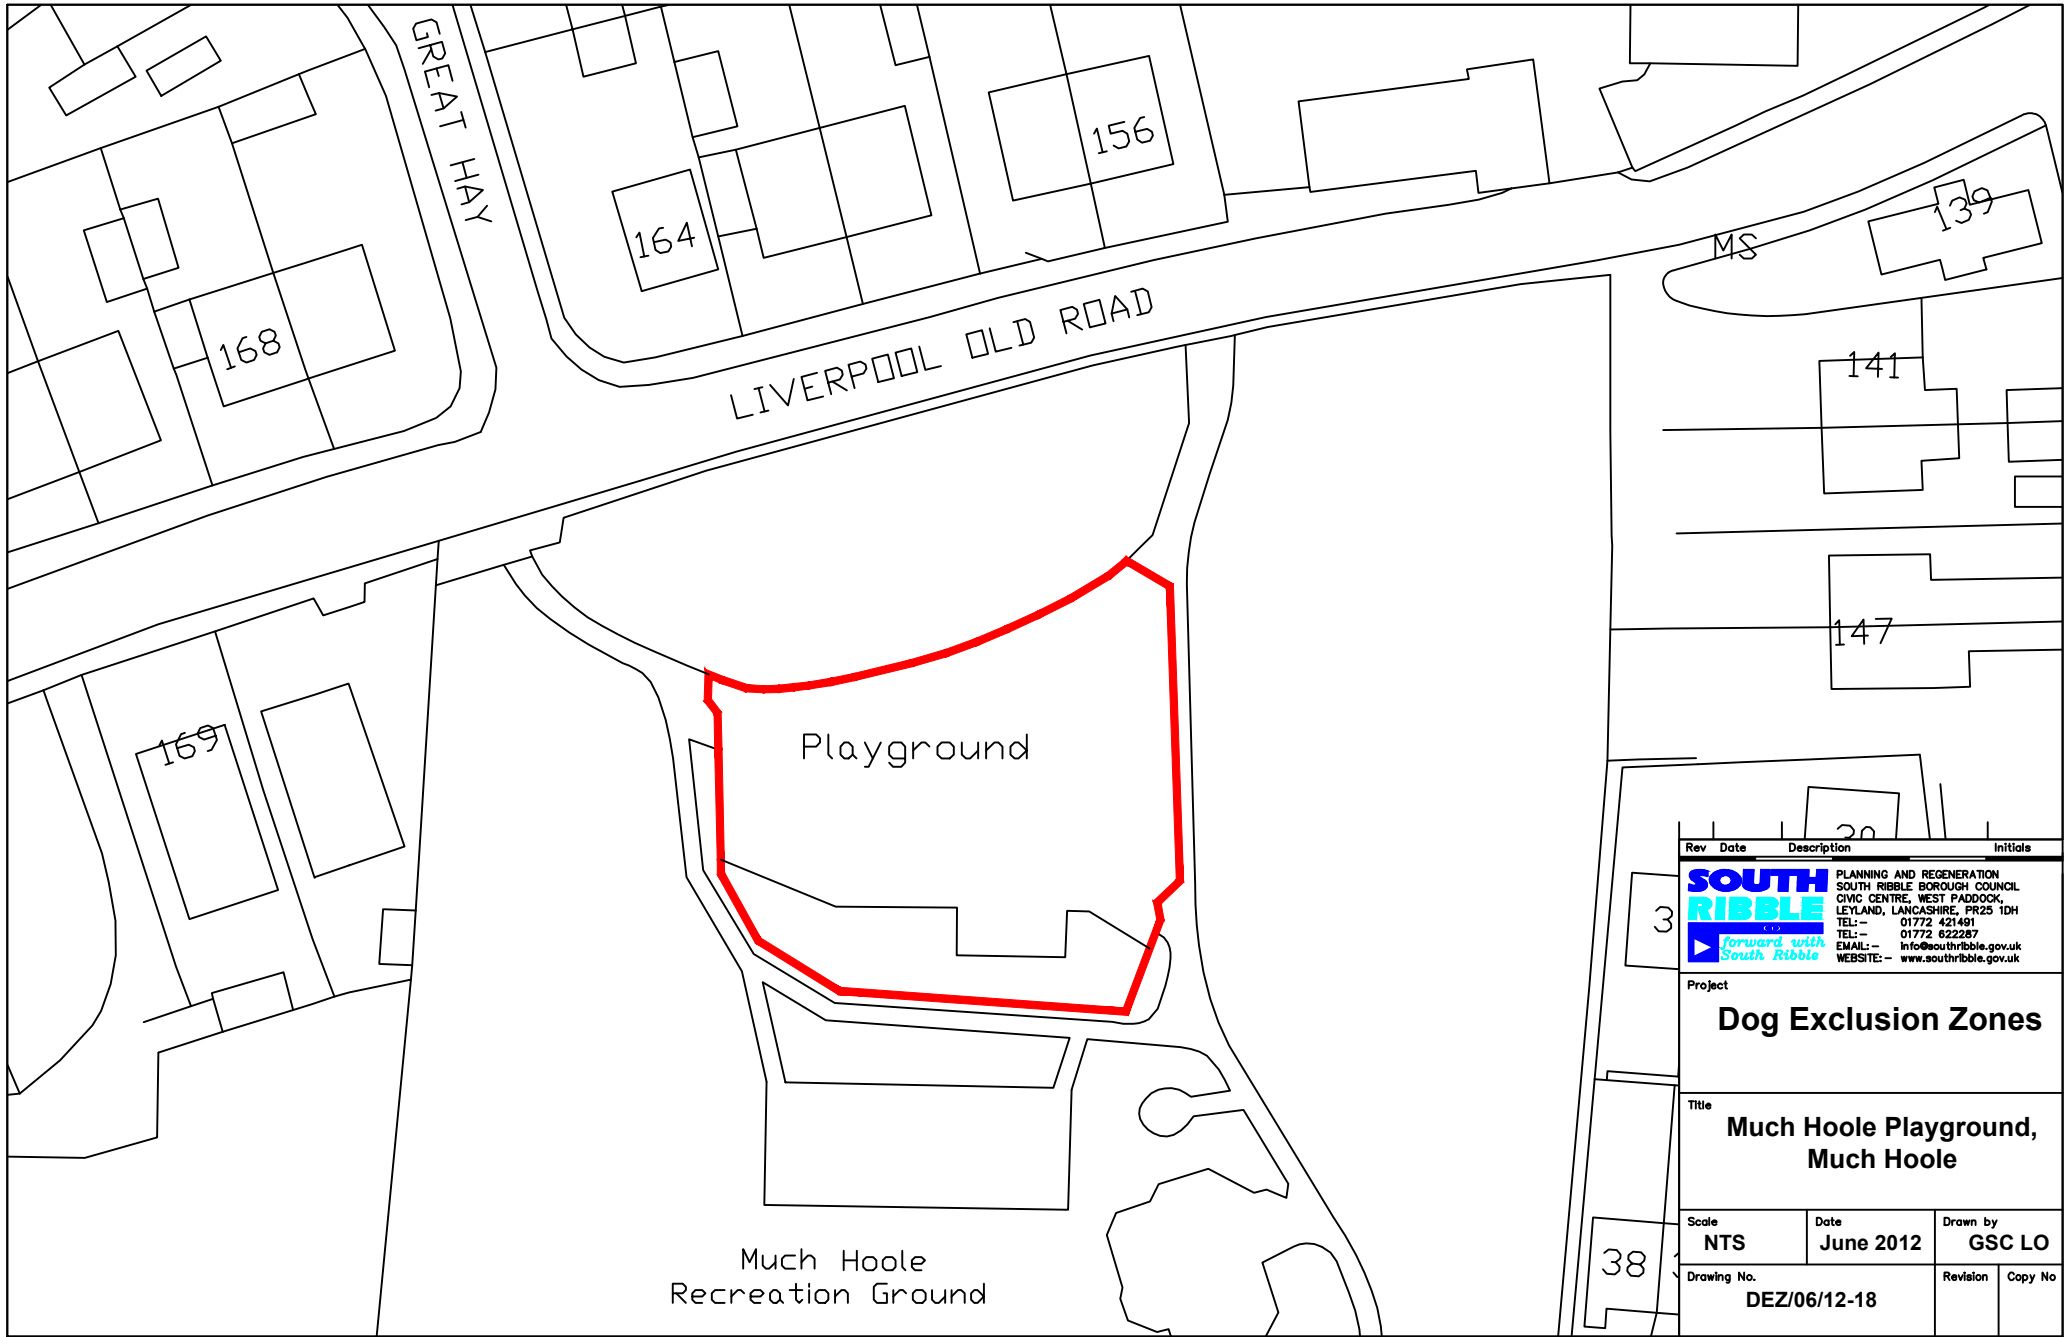 GREAT HAY
156
164
139
MS
168
LIVERPOOL OLD ROAD
141
147
169
Playground
Much Hoole
Recreation Ground
38
Rev Date Description Initials
SOUTH
RIBBLE
forward with
South Ribble
PLANNING AND REGENERATION
SOUTH RIBBLE BOROUGH COUNCIL
CIVIC CENTRE, WEST PADDOCK,
LEYLAND, LANCASHIRE, PR25 1DH
TEL:- 01772 421491
TEL:- 01772 622287
EMAIL:- info@southribble.gov.uk
WEBSITE:- www.southribble.gov.uk
Project
Dog Exclusion Zones
Title
Much Hoole Playground,
Much Hoole
Scale Date Drawn by
NTS June 2012 GSC LO
Drawing No. Revision Copy No
DEZ/06/12-18